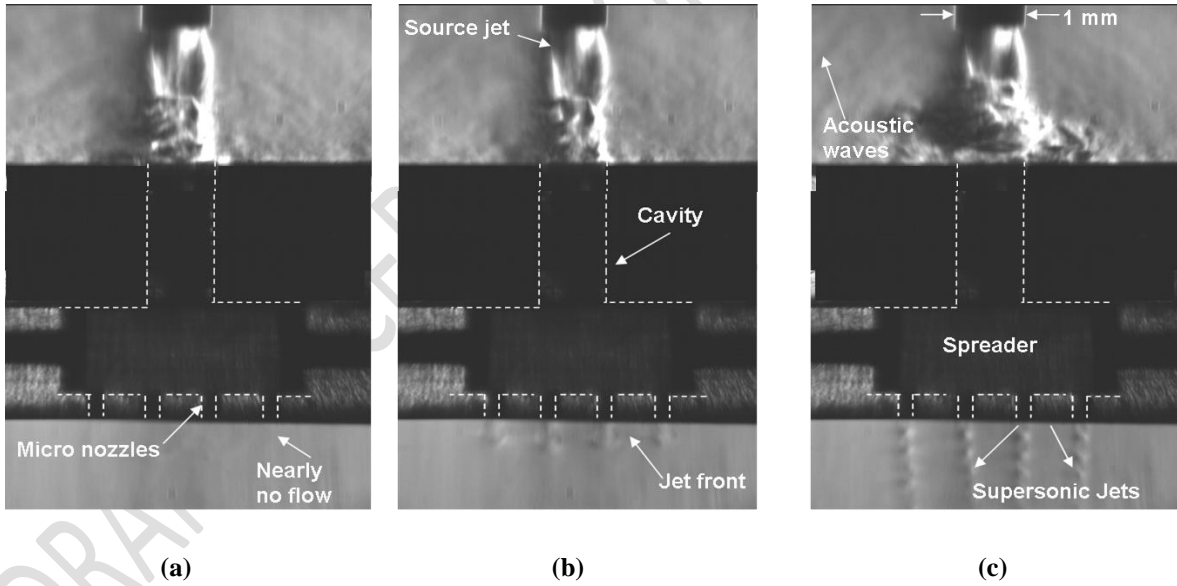 Source jet
1 mm
Acoustic
waves
Cavity
Spreader
Micro nozzles
Nearly
no flow
Jet front
Supersonic Jets
(a)
(b)
(c)